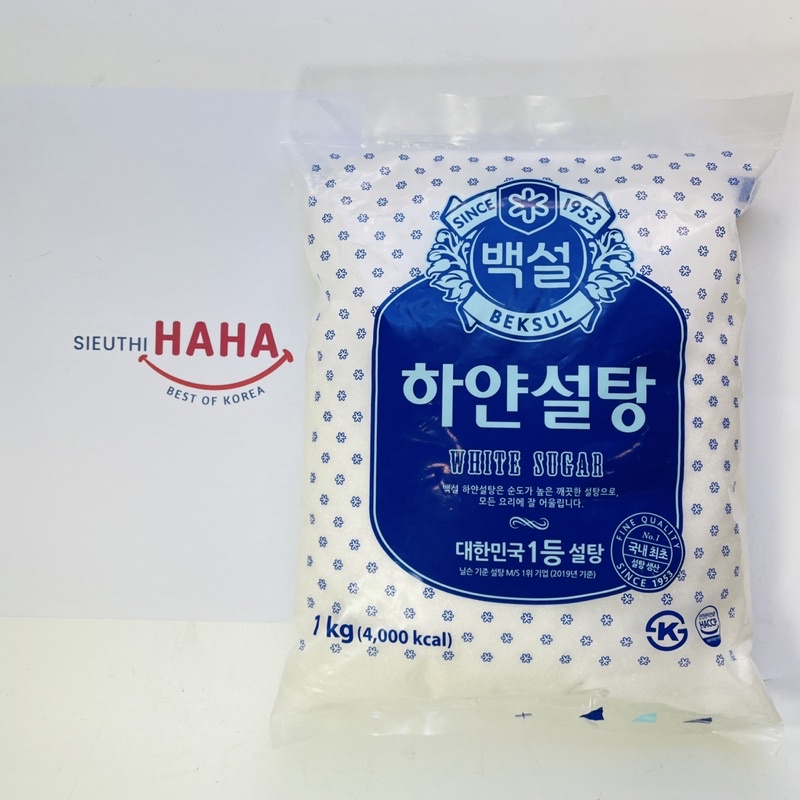 SIEUTHI HAHA
BEST OF KOREA
SINCE 1953
백설
BEKSUL
하얀설탕
WHITE SUGAR
백설 하얀설탕은 순도가 높은 깨끗한 설탕으로,
모든 요리에 잘 어울립니다.
대한민국1등 설탕
닐슨 기준 설탕 M/S 1위 기업 (2019년 기준)
FINE QUALITY
No.1
국내 최초
설탕 생산
SINCE 1953
1 kg (4,000 kcal)
K
HACCP